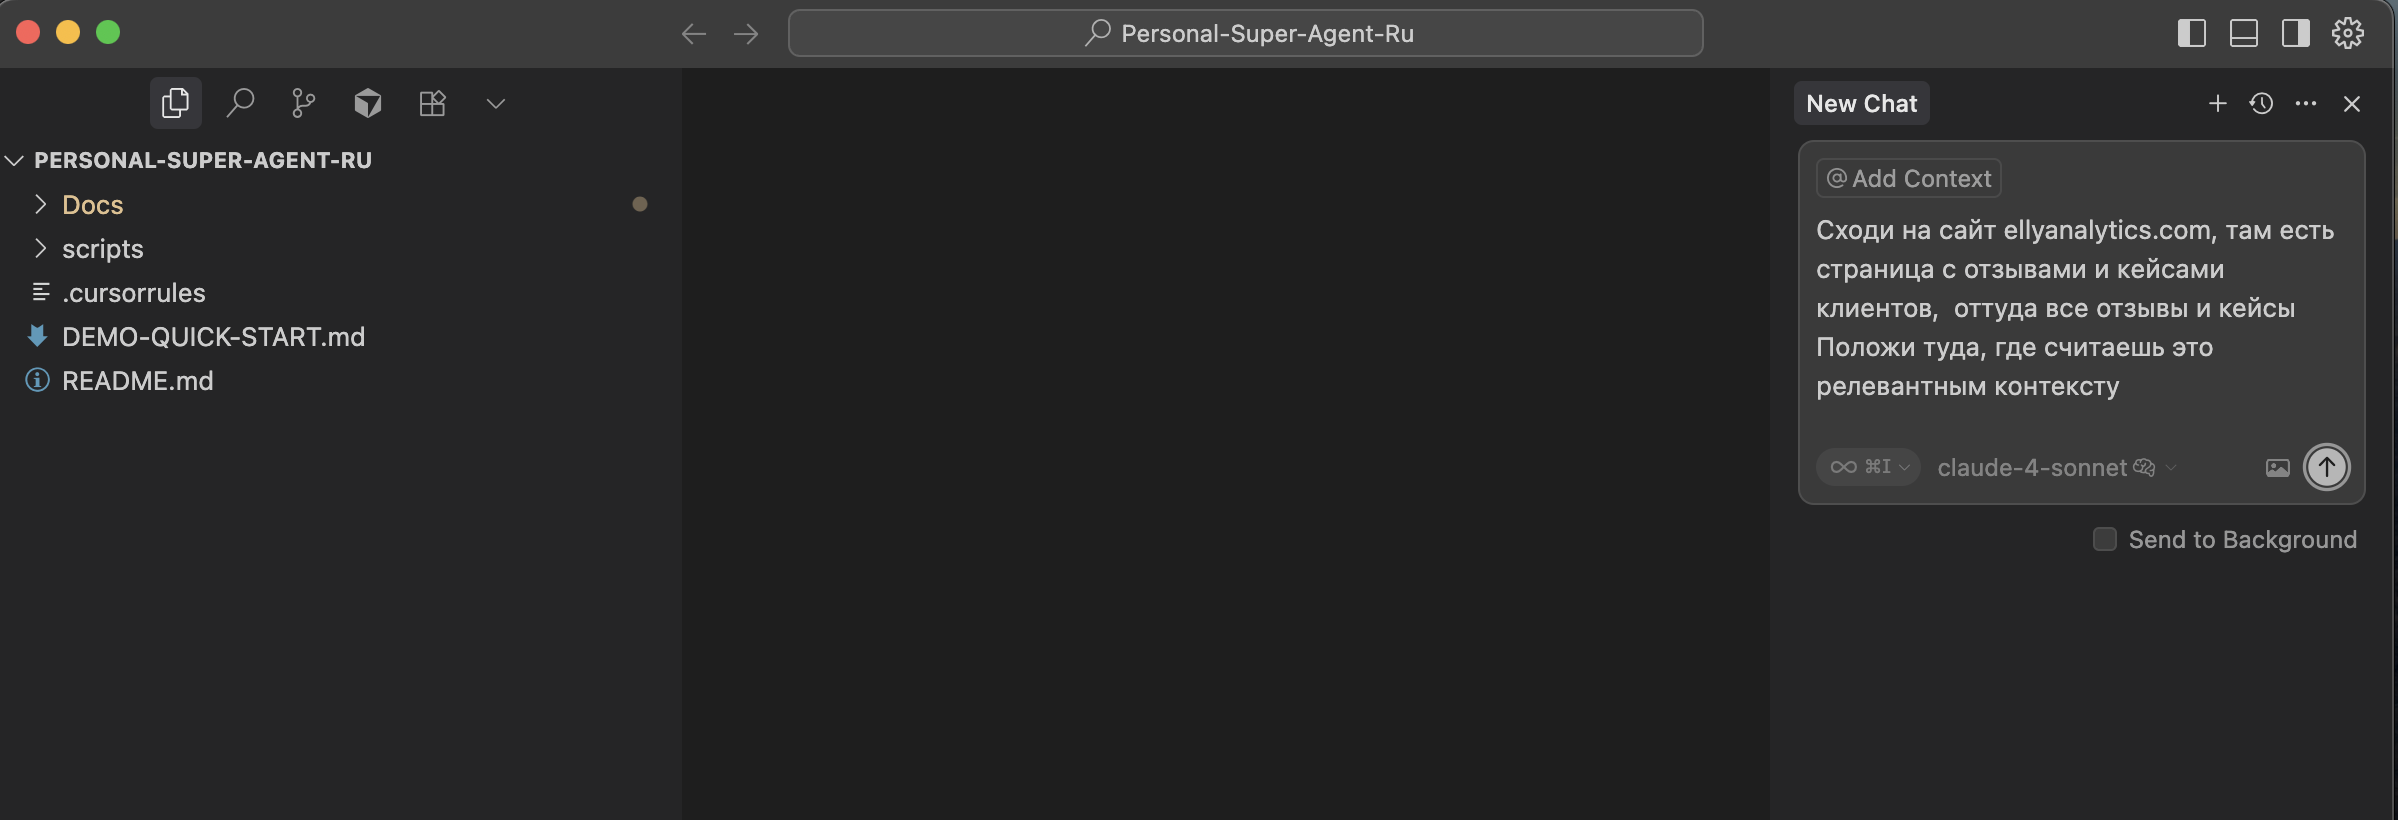 Personal-Super-Agent-Ru
PERSONAL-SUPER-AGENT-RU
Docs
scripts
.cursorrules
DEMO-QUICK-START.md
README.md
New Chat
@ Add Context
Сходи на сайт ellyanalytics.com, там есть
страница с отзывами и кейсами
клиентов,  оттуда все отзывы и кейсы
Положи туда, где считаешь это
релевантным контексту
∞ ⌘I
claude-4-sonnet
Send to Background